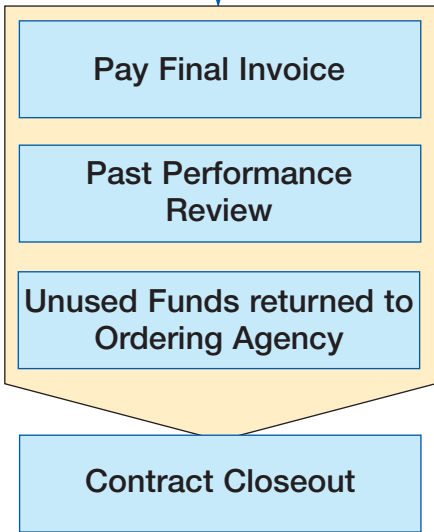 Pay Final Invoice
Past Performance
Review
Unused Funds returned to
Ordering Agency
Contract Closeout